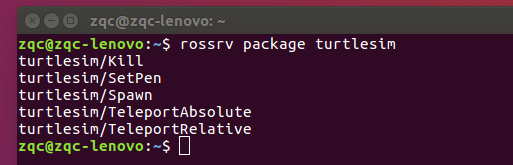 zqc@zqc-lenovo: ~
zqc@zqc-lenovo:~$ rossrv package turtlesim
turtlesim/Kill
turtlesim/SetPen
turtlesim/Spawn
turtlesim/TeleportAbsolute
turtlesim/TeleportRelative
zqc@zqc-lenovo:~$